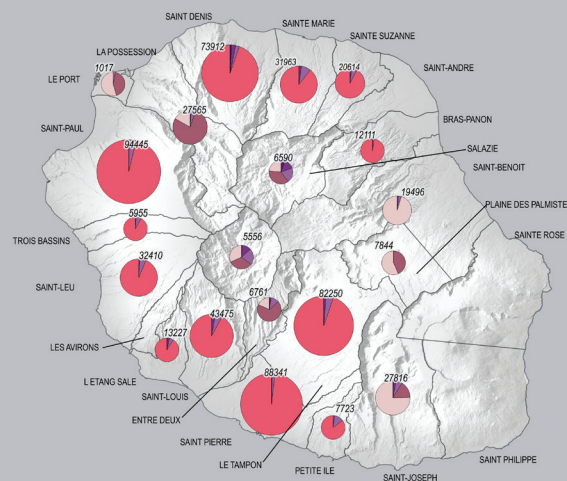 SAINT DENIS
SAINTE MARIE
SAINTE SUZANNE
LA POSSESSION
73912
31963
20614
SAINT-ANDRE
1017
LE PORT
27565
BRAS-PANON
SAINT-PAUL
94445
12111
SALAZIE
6590
SAINT-BENOIT
19496
PLAINE DES PALMISTE
5955
TROIS BASSINS
5556
SAINTE ROSE
32410
7844
SAINT-LEU
6761
82250
43475
13227
LES AVIRONS
88341
27816
L ETANG SALE
SAINT-LOUIS
7723
ENTRE DEUX
SAINT PIERRE
LE TAMPON
SAINT PHILIPPE
PETITE ILE
SAINT-JOSEPH